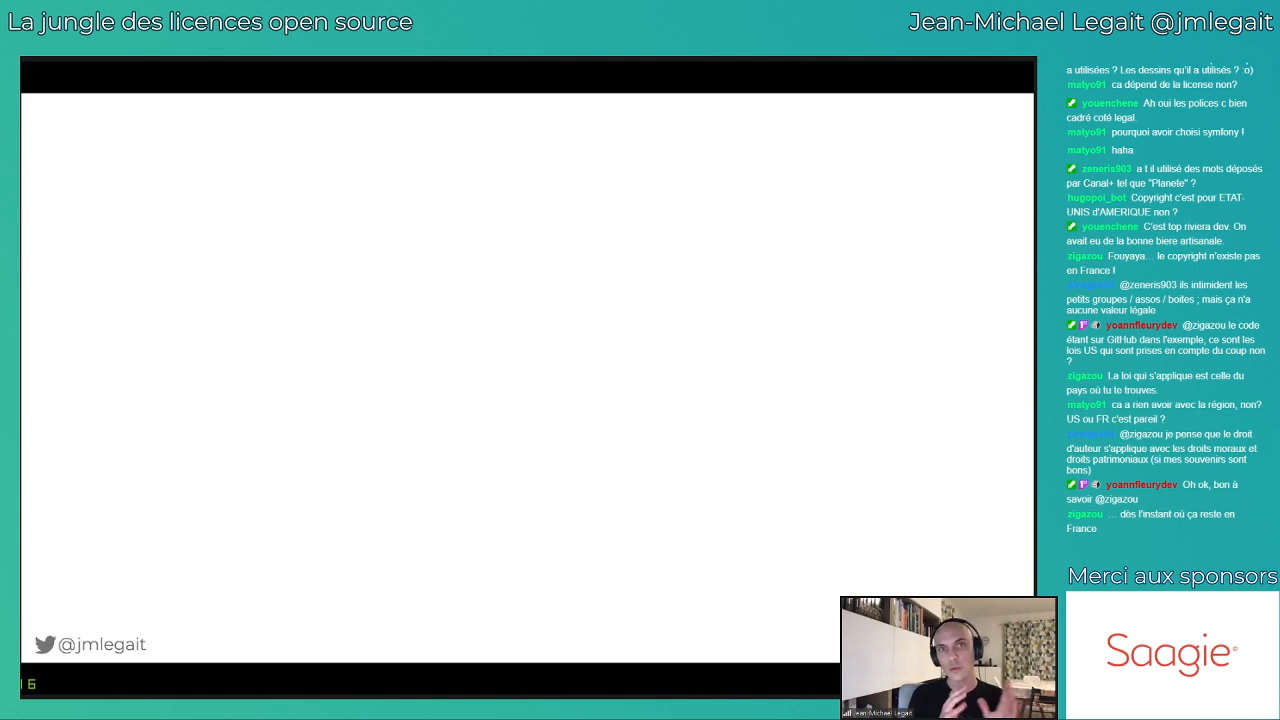 La jungle des licences open source
Jean-Michael Legait @jmlegait
a utilisées ? Les dessins qu'il a utilisés ? :o)
matyo91 ca dépend de la license non?
youenchene Ah oui les polices c bien
cadré coté legal.
matyo91 pourquoi avoir choisi symfony !
matyo91 haha
zeneris903 a t il utilisé des mots déposés
par Canal+ tel que "Planete" ?
hugopol_bot Copyright c'est pour ETAT-
UNIS d'AMERIQUE non ?
youenchene C'est top riviera dev. On
avait eu de la bonne biere artisanale.
zigazou Fouyaya… le copyright n'existe pas
en France !
@zeneris903 ils intimident les
petits groupes / assos / boites ; mais ça n'a
aucune valeur légale
yoannfleurydev @zigazou le code
étant sur GitHub dans l'exemple, ce sont les
lois US qui sont prises en compte du coup non
?
zigazou La loi qui s'applique est celle du
pays où tu te trouves.
matyo91 ca a rien avoir avec la région, non?
US ou FR c'est pareil ?
@zigazou je pense que le droit
d'auteur s'applique avec les droits moraux et
droits patrimoniaux (si mes souvenirs sont
bons)
yoannfleurydev Oh ok, bon à
savoir @zigazou
zigazou … dès l'instant où ça reste en
France
Merci aux sponsors
Saagie
@jmlegait
Jean-Michael Legait